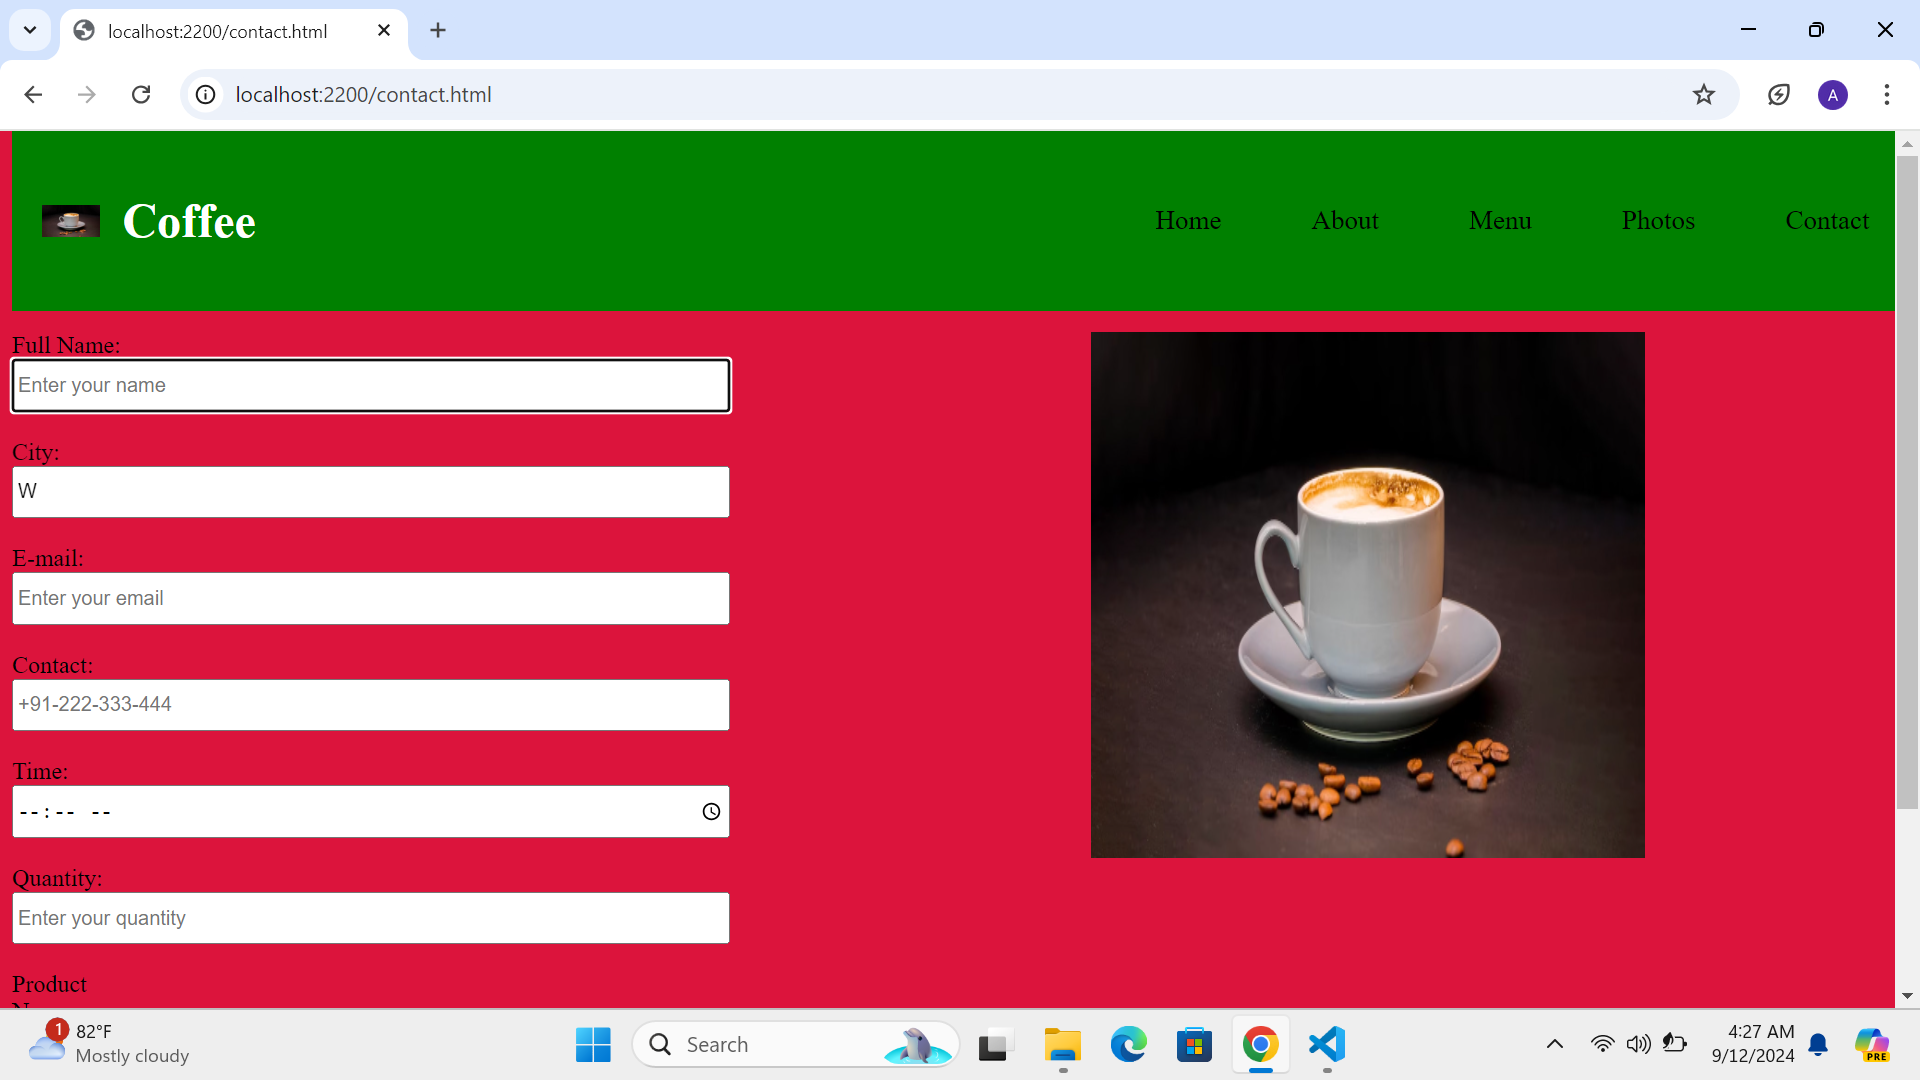 localhost:2200/contact.html
localhost:2200/contact.html
A
Coffee
Home About Menu Photos Contact
Full Name:
Enter your name
City:
W
E-mail:
Enter your email
Contact:
+91-222-333-444
Time:
--:-- --
Quantity:
Enter your quantity
Product
1
82°F
Mostly cloudy
Search
4:27 AM
9/12/2024
PRE